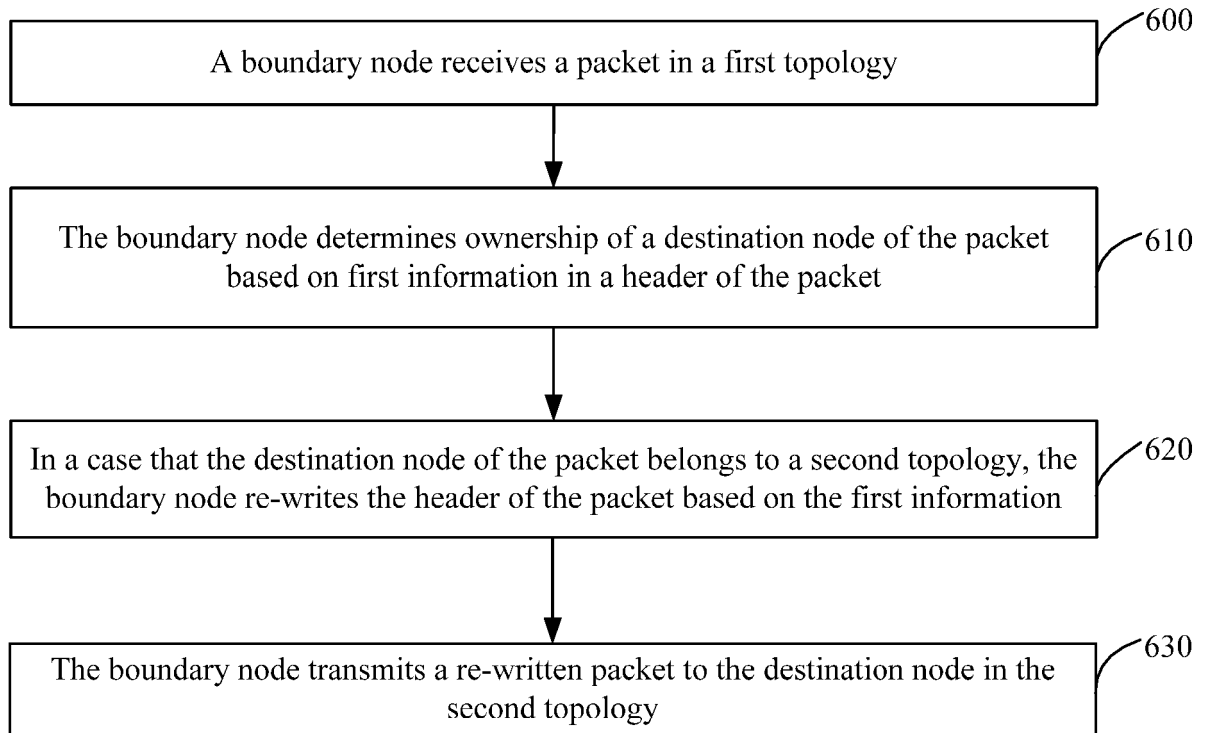 600
A boundary node receives a packet in a first topology
The boundary node determines ownership of a destination node of the packet
based on first information in a header of the packet
610
In a case that the destination node of the packet belongs to a second topology, the
boundary node re-writes the header of the packet based on the first information
620
The boundary node transmits a re-written packet to the destination node in the
second topology
630